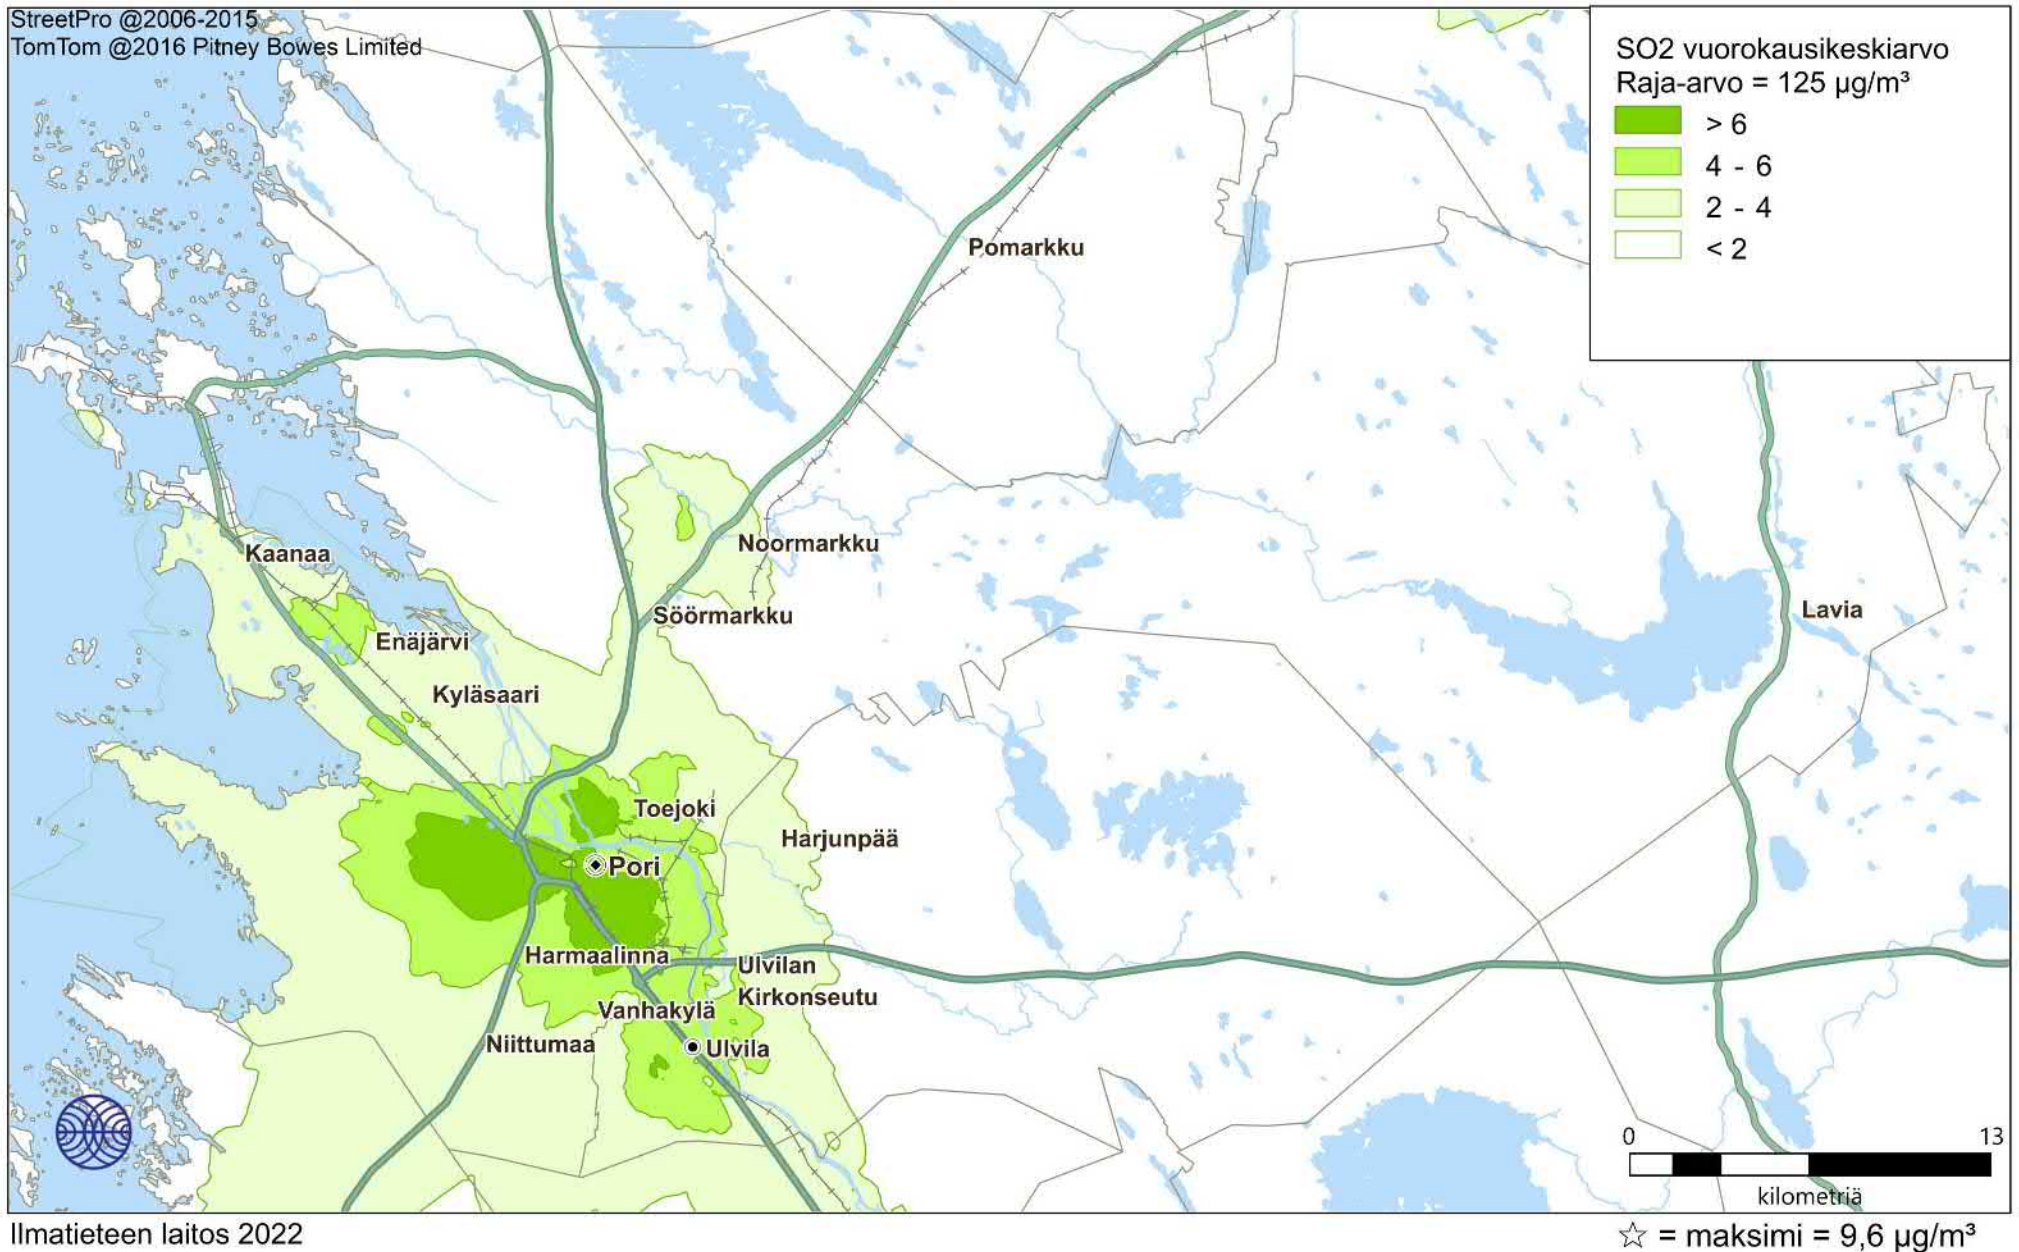 StreetPro @2006-2015
TomTom @2016 Pitney Bowes Limited
SO2 vuorokausikeskiarvo
Raja-arvo = 125 µg/m³
> 6
4 - 6
2 - 4
< 2
Pomarkku
Noormarkku
Kaanaa
Söörmarkku
Lavia
Enäjärvi
Kyläsaari
Toejoki
Harjunpää
Pori
Harmaalinna
Ulvilan
Kirkonseutu
Vanhakylä
Niittumaa
Ulvila
0 13
kilometriä
Ilmatieteen laitos 2022
☆ = maksimi = 9,6 µg/m³